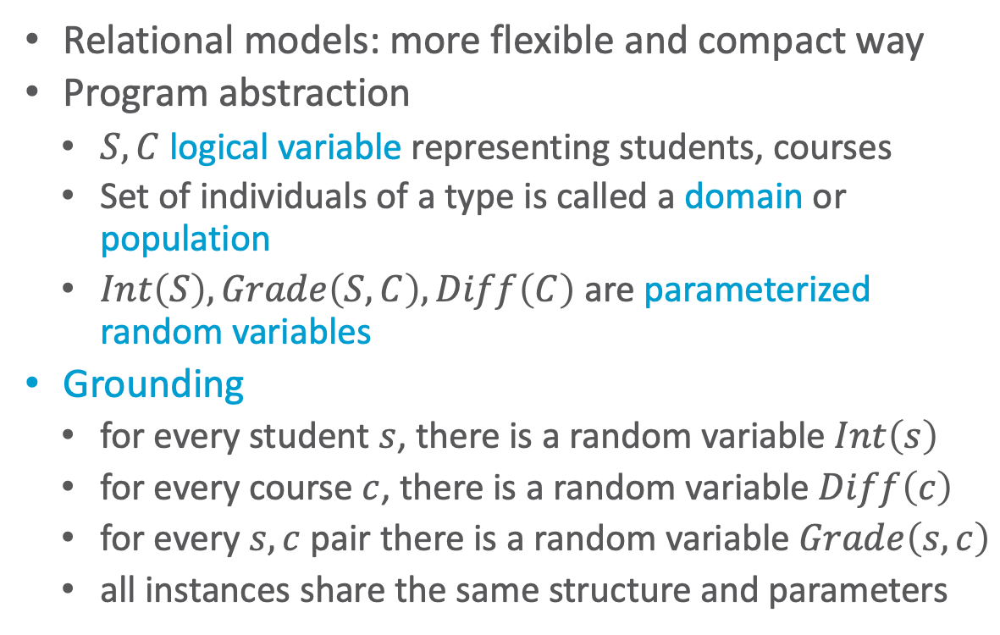 • Relational models: more flexible and compact way
• Program abstraction
• S, C logical variable representing students, courses
• Set of individuals of a type is called a domain or
population
• Int(S), Grade(S, C), Diff(C) are parameterized
random variables
• Grounding
• for every student s, there is a random variable Int(s)
• for every course c, there is a random variable Diff(c)
• for every s, c pair there is a random variable Grade(s, c)
• all instances share the same structure and parameters